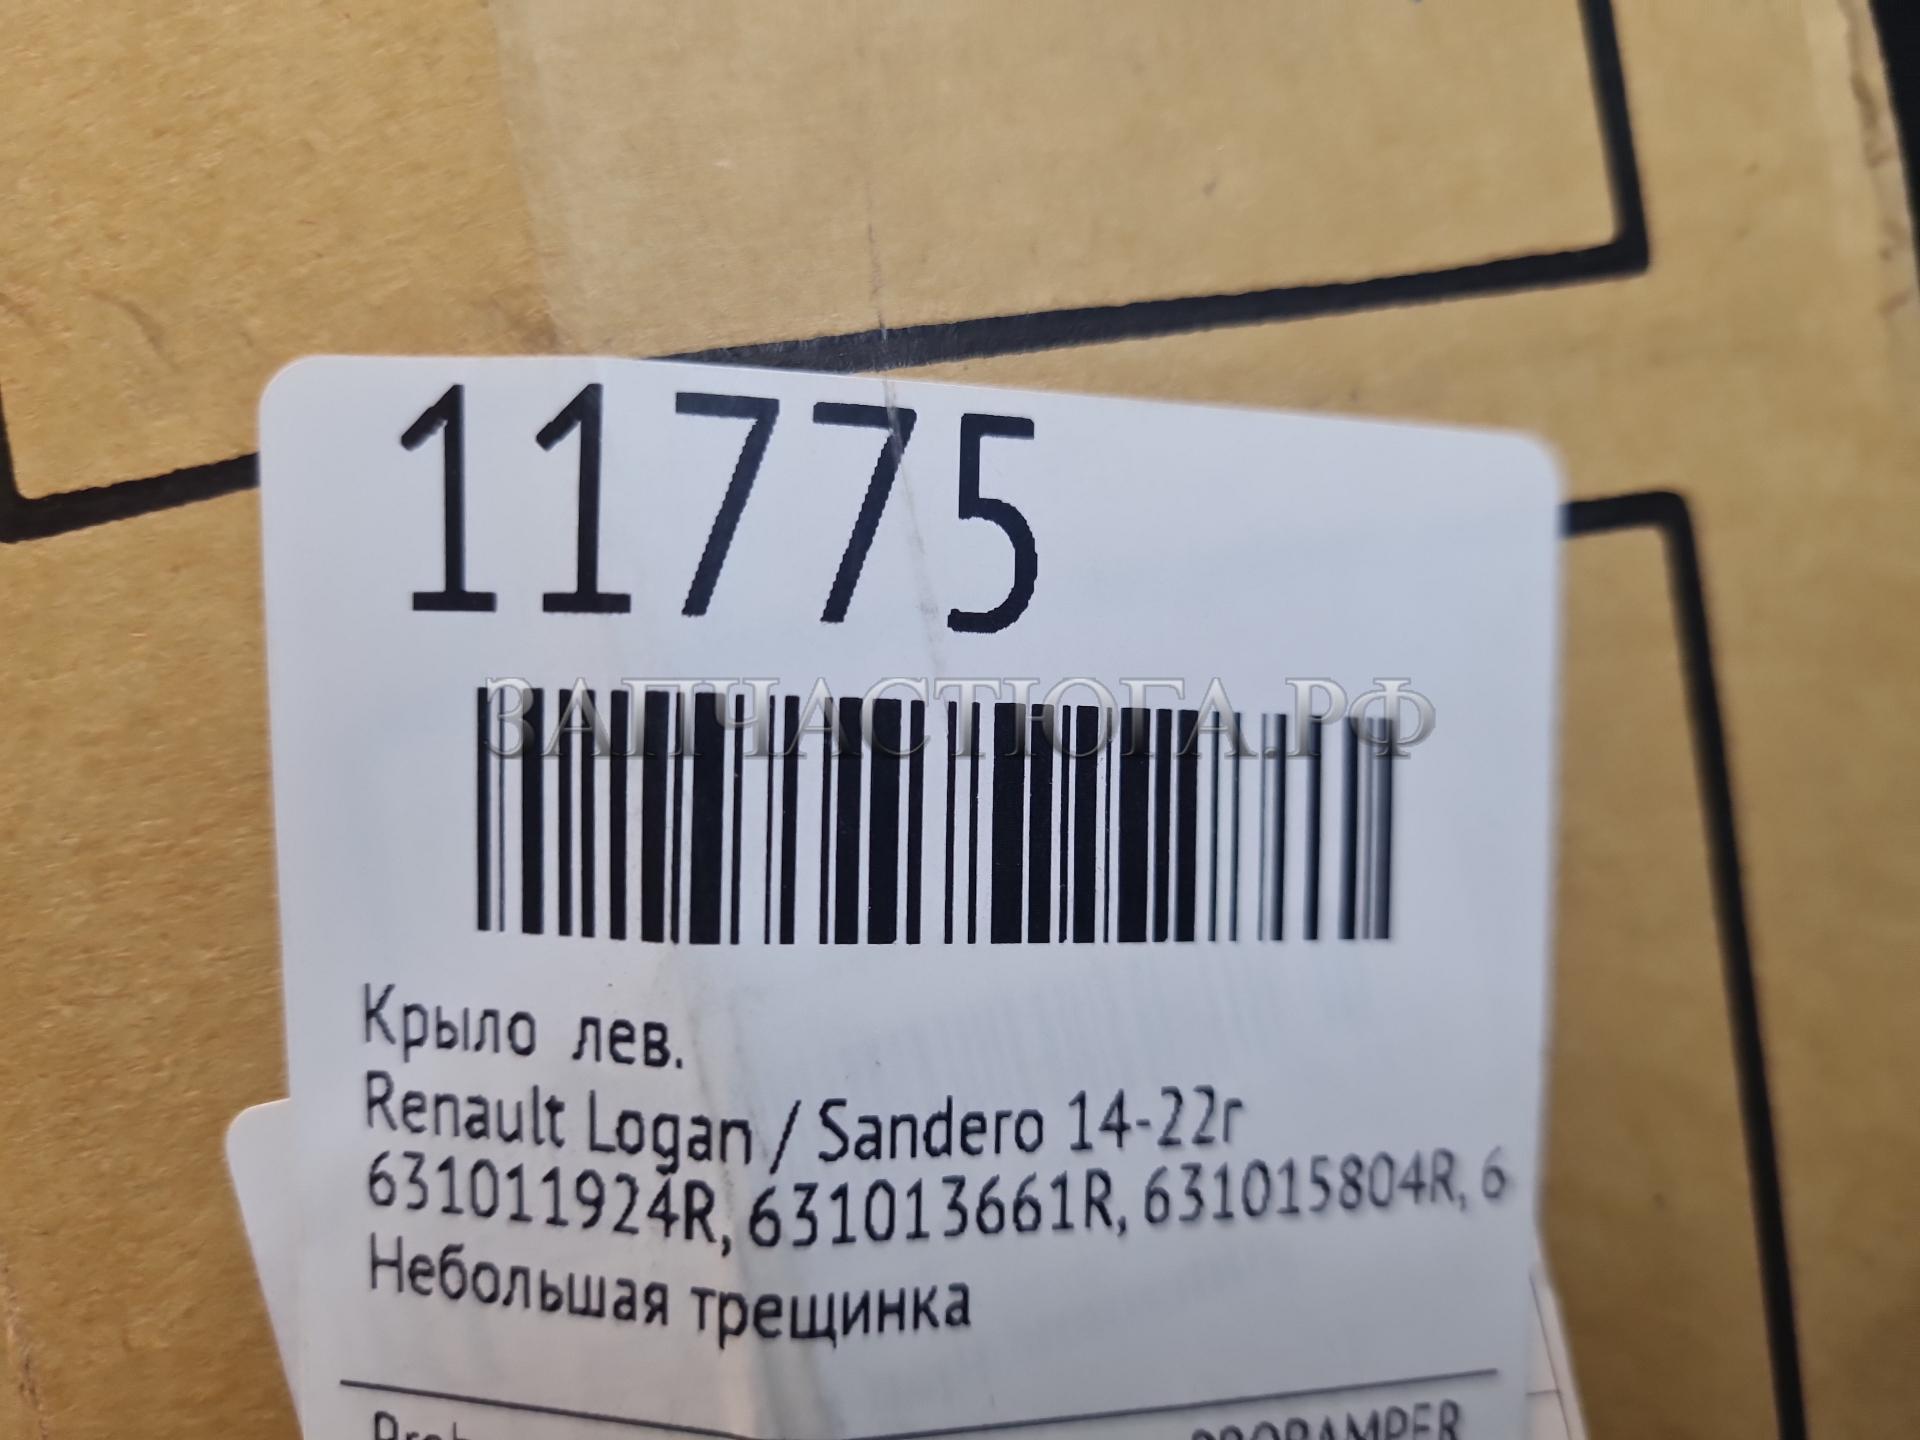 11775
ЗАПЧАСТЮГА.РФ
Крыло лев.
Renault Logan / Sandero 14-22г
631011924R, 631013661R, 631015804R, 6
Небольшая трещинка